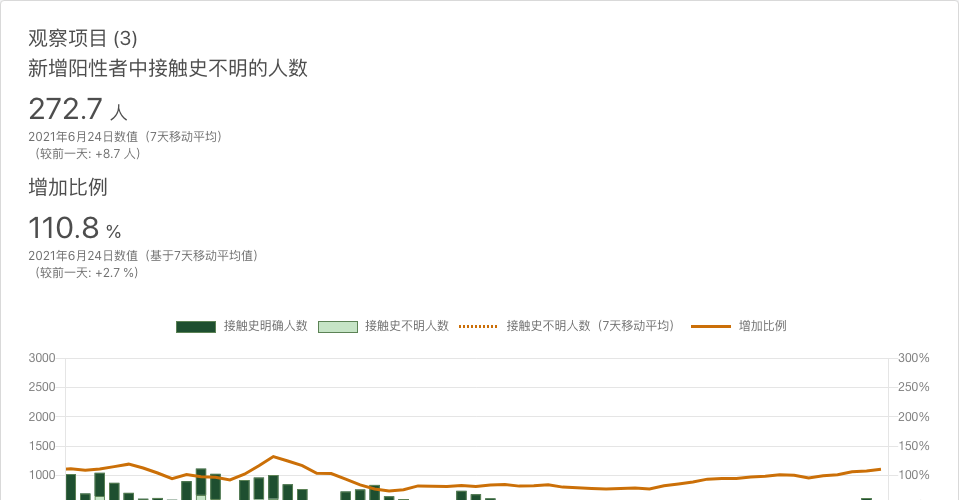 观察项目 (3)
新增阳性者中接触史不明的人数
272.7 人
2021年6月24日数值（7天移动平均）
（较前一天: +8.7 人）
增加比例
110.8 %
2021年6月24日数值（基于7天移动平均值）
（较前一天: +2.7 %）
接触史明确人数 接触史不明人数 接触史不明人数（7天移动平均） 增加比例
3000 300%
2500 250%
2000 200%
1500 150%
1000 100%